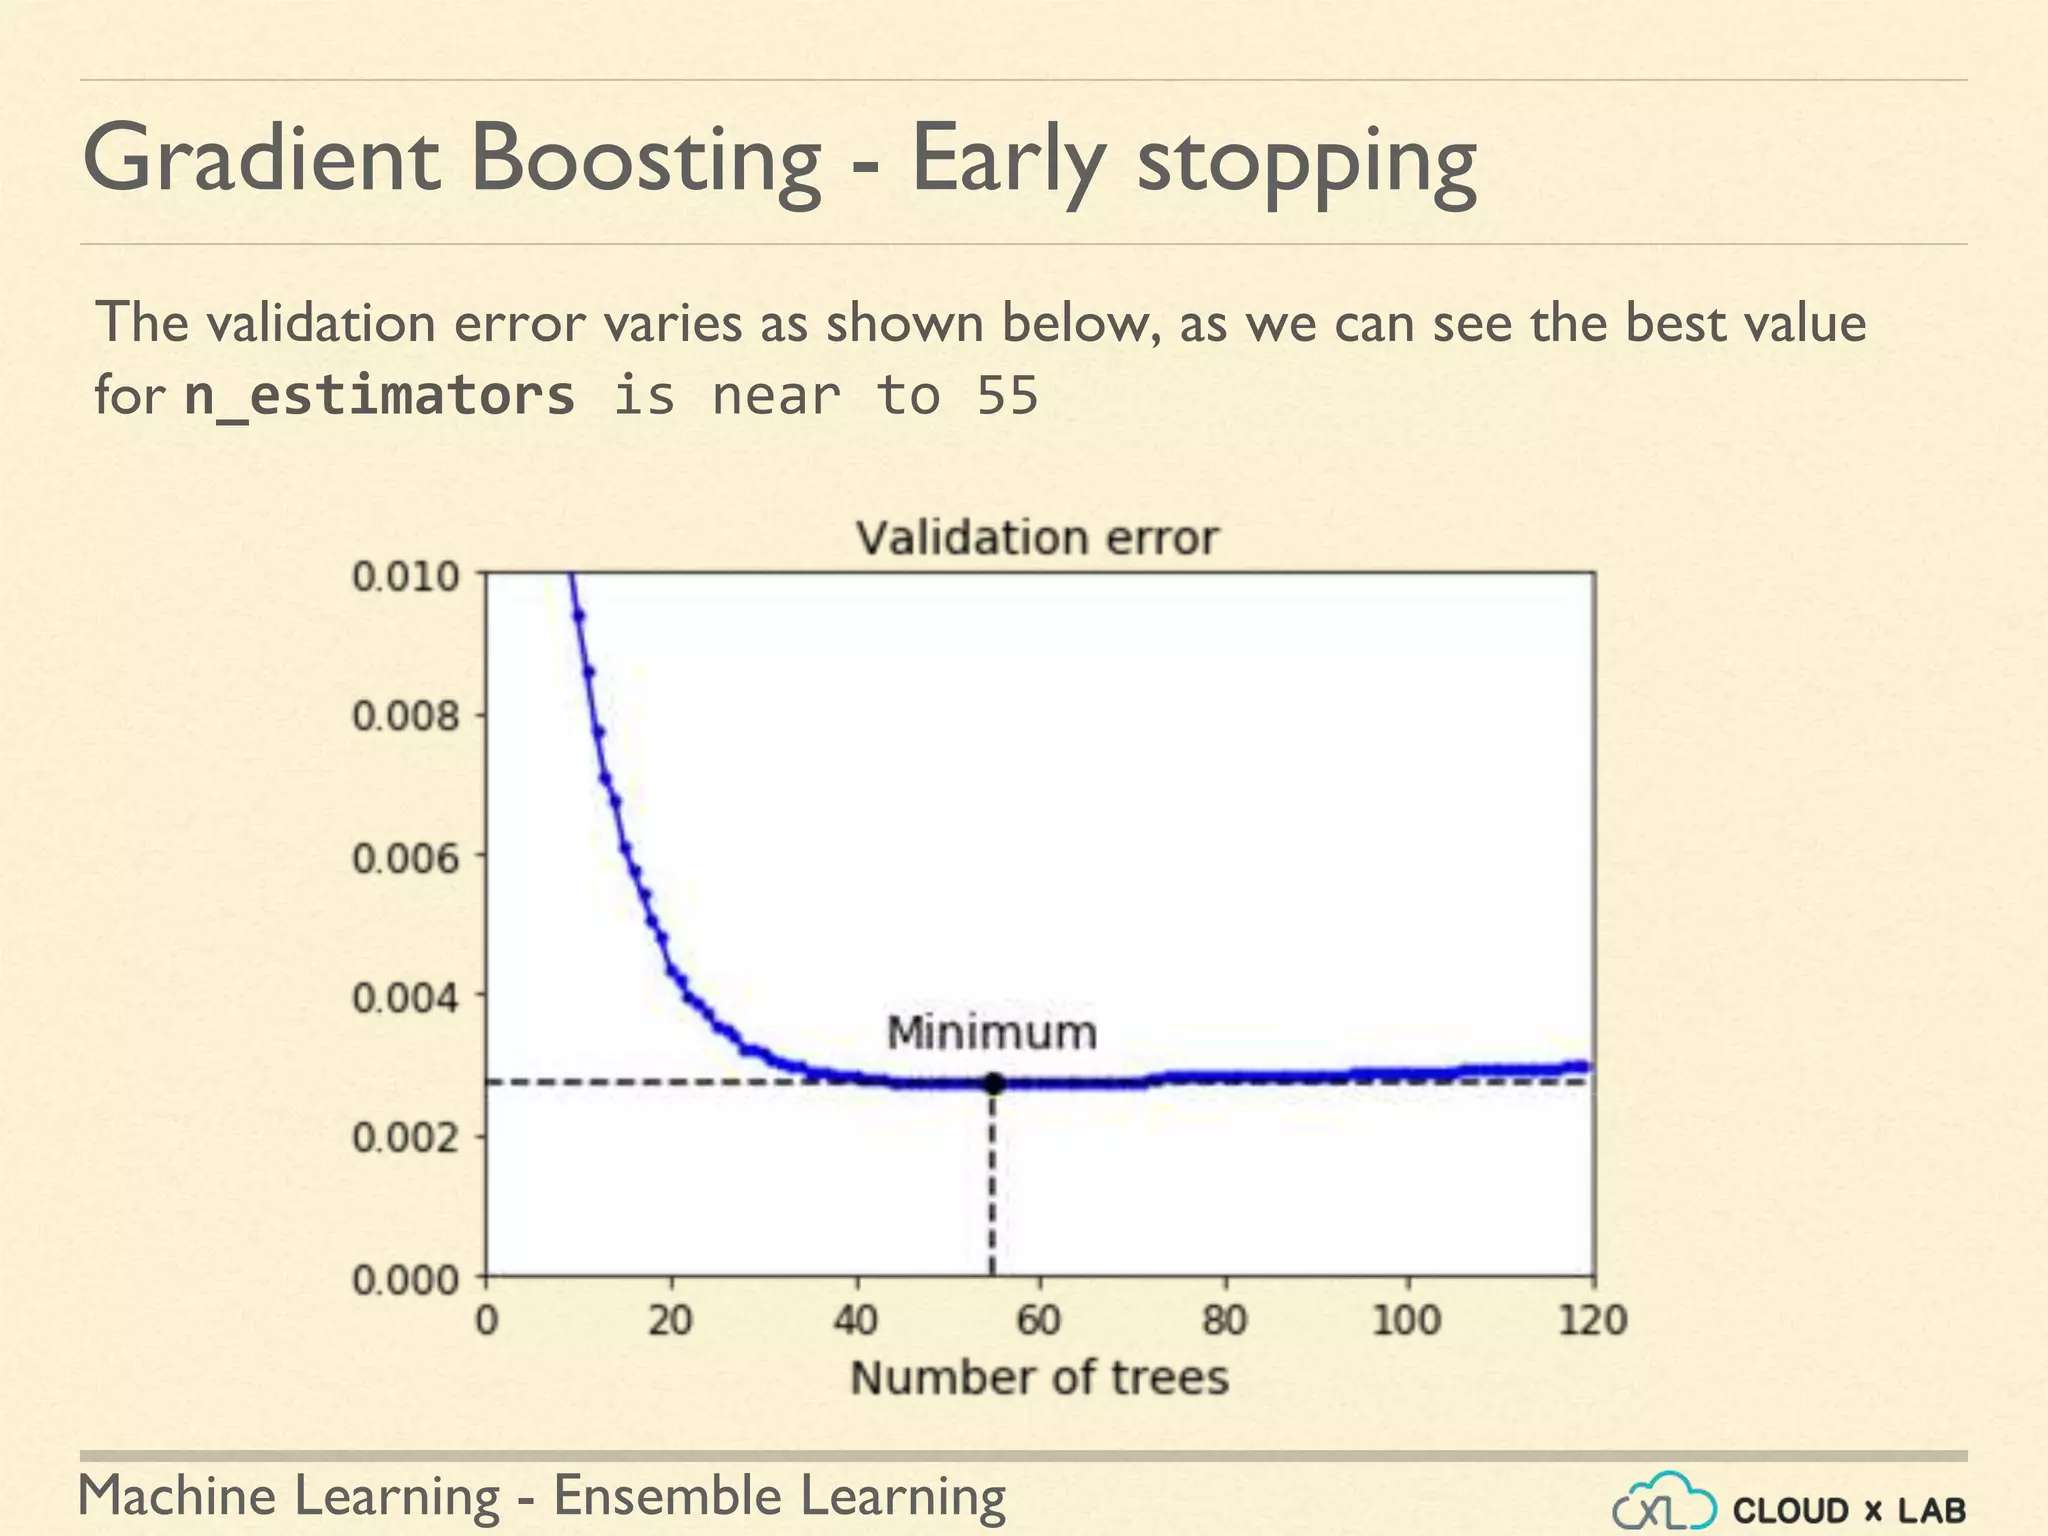 Gradient Boosting - Early stopping
The validation error varies as shown below, as we can see the best value
for n_estimators is near to 55
Validation error
0.010
0.008
0.006
0.004
Minimum
0.002
0.000
0 20 40 60 80 100 120
Number of trees
Machine Learning - Ensemble Learning
XL CLOUD x LAB